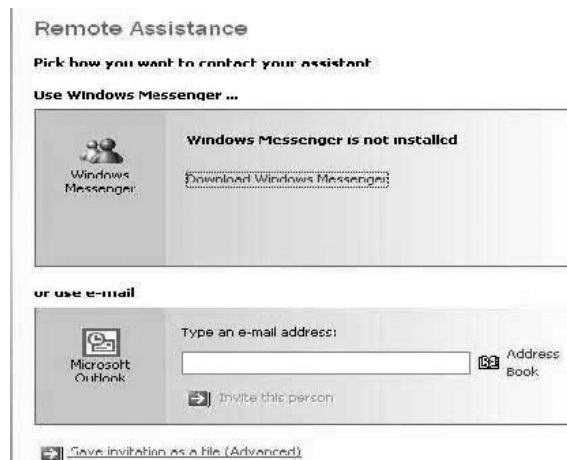 Remote Assistance
Pick how you want to contact your assistant
Use Windows Messenger ...
Windows Messenger is not installed
Windows Messenger
Download Windows Messenger
or use e-mail
Type an e-mail address:
Microsoft Outlook
Address Book
Invite this person
Save invitation as a file (Advanced)